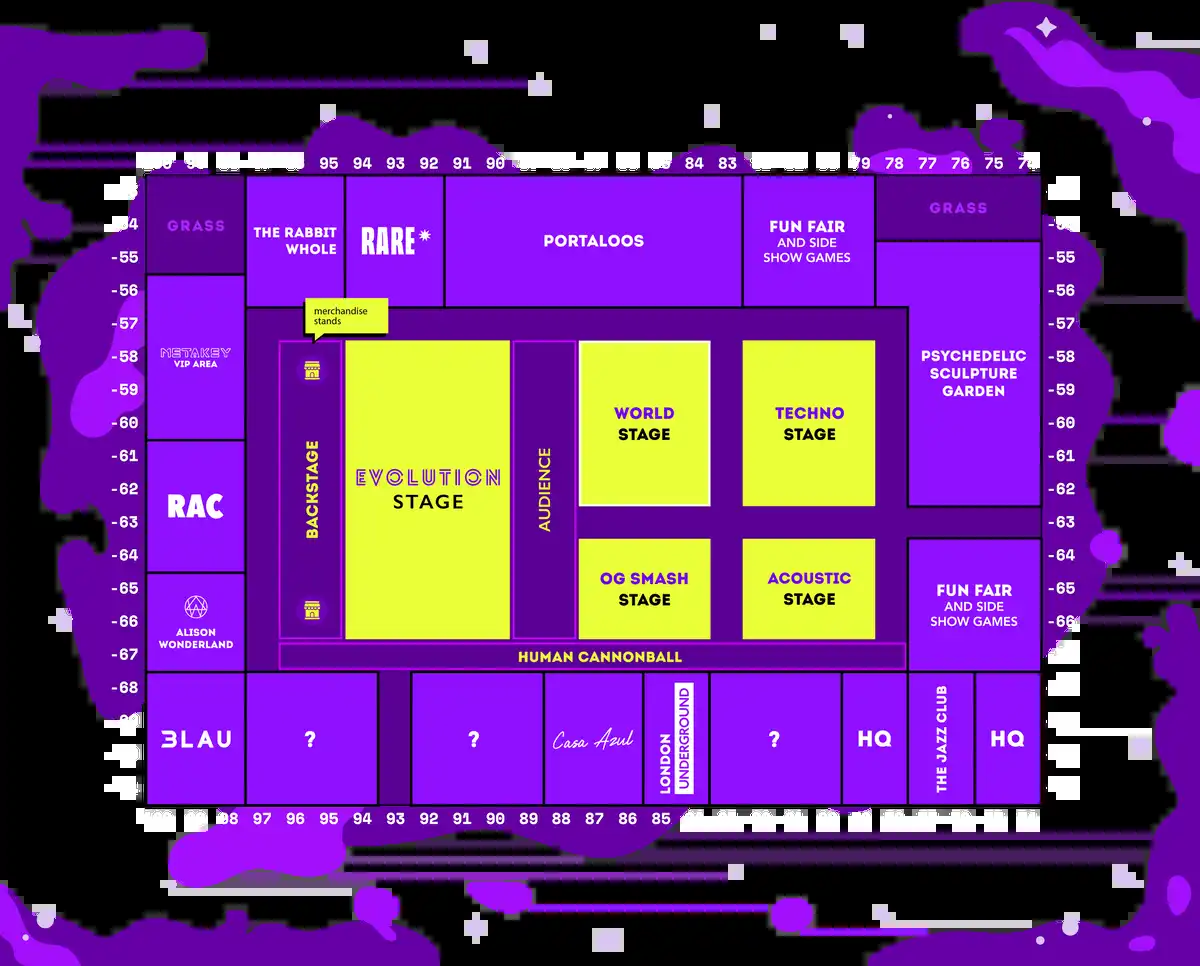 95 94 93 92 91 90 84 83 79 78 77 76 75
GRASS
THE RABBIT
WHOLE
RARE*
PORTALOOS
FUN FAIR
AND SIDE
SHOW GAMES
GRASS
-55
-56
-57
-58
-59
-60
-61
-62
-63
-64
-65
-66
-67
-68
merchandise
stands
METAKEY
VIP AREA
RAC
ALISON
WONDERLAND
BACKSTAGE
EVOLUTION
STAGE
AUDIENCE
WORLD
STAGE
TECHNO
STAGE
OG SMASH
STAGE
ACOUSTIC
STAGE
HUMAN CANNONBALL
PSYCHEDELIC
SCULPTURE
GARDEN
FUN FAIR
AND SIDE
SHOW GAMES
-55
-56
-57
-58
-59
-60
-61
-62
-63
-64
-65
-66
3LAU
?
?
Casa Azul
LONDON
UNDERGROUND
?
HQ
THE JAZZ CLUB
HQ
98 97 96 95 94 93 92 91 90 89 88 87 86 85